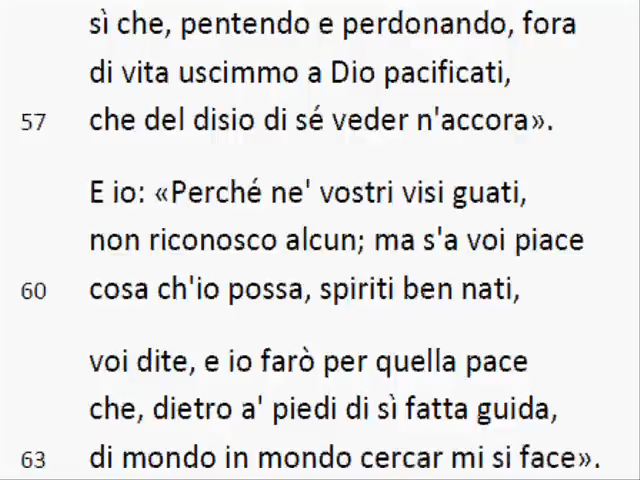 sì che, pentendo e perdonando, fora
di vita uscimmo a Dio pacificati,
57 che del disio di sé veder n'accora».
E io: «Perché ne' vostri visi guati,
non riconosco alcun; ma s'a voi piace
60 cosa ch'io possa, spiriti ben nati,
voi dite, e io farò per quella pace
che, dietro a' piedi di sì fatta guida,
63 di mondo in mondo cercar mi si face».